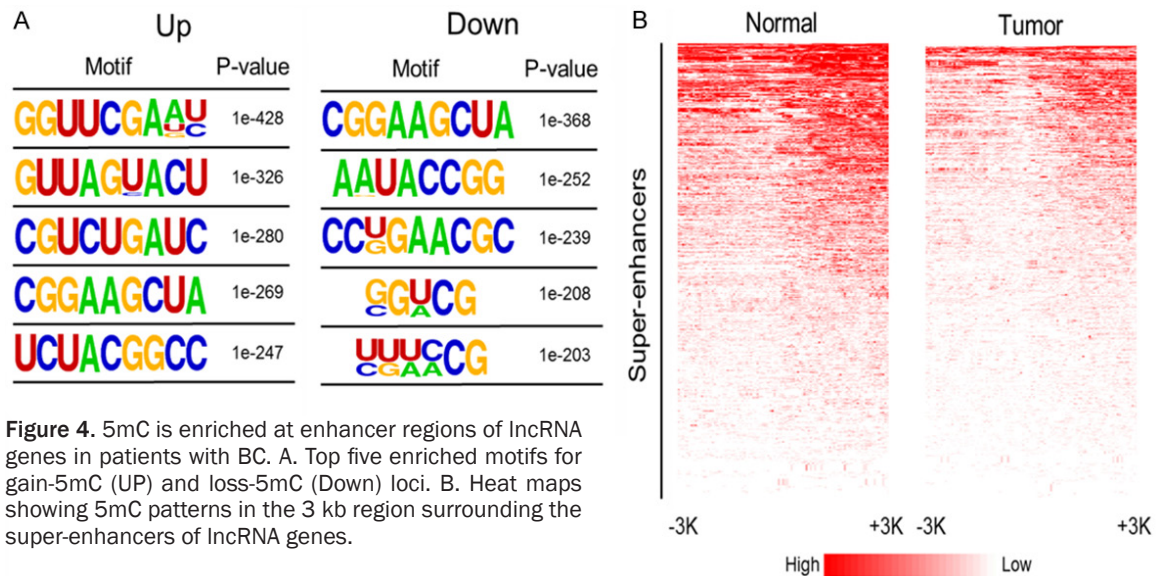 A
Up
Motif P-value
GGUUCGAAU 1e-428
UC
G
GUUAGUACU 1e-326
C
CGUCUGAUC 1e-280
CGGAAGCUA 1e-269
UCUACGGCC 1e-247
Down
Motif P-value
CGGAAGCUA 1e-368
AAUACCGG 1e-252
CCUGAACGC 1e-239
G
GGUCG 1e-208
C A
UUUCCG 1e-203
CGAA
Figure 4. 5mC is enriched at enhancer regions of lncRNA
genes in patients with BC. A. Top five enriched motifs for
gain-5mC (UP) and loss-5mC (Down) loci. B. Heat maps
showing 5mC patterns in the 3 kb region surrounding the
super-enhancers of lncRNA genes.
B
Normal Tumor
Super-enhancers
-3K +3K -3K +3K
High Low